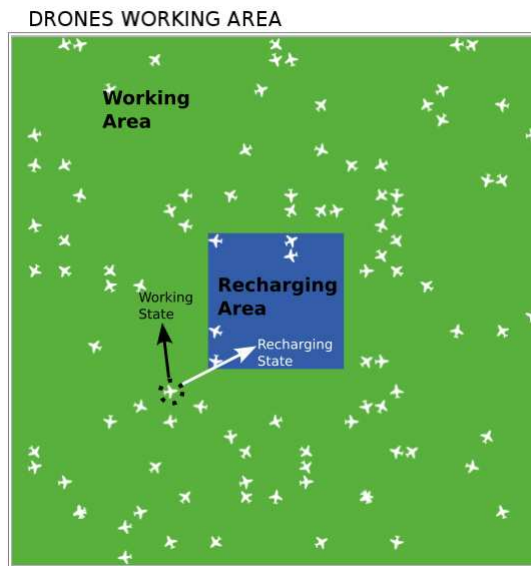 DRONES WORKING AREA
Working
Area
Recharging
Area
Working
State
Recharging
State